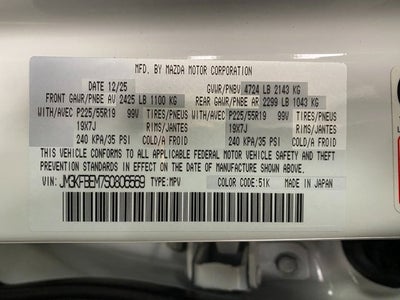 MFD. BY MAZDA MOTOR CORPORATION
DATE 12/25 GVWR/PNBV 4724 LB 2143 KG
FRONT GAWR/PNBE AV 2425 LB 1100 KG REAR GAWR/PNBE AR 2299 LB 1043 KG
WITH/AVEC P225/55R19 99V TIRES/PNEUS WITH/AVEC P225/55R19 99V TIRES/PNEUS
19X7J RIMS/JANTES 19X7J RIMS/JANTES
240 KPA/35 PSI COLD/A FROID 240 KPA/35 PSI COLD/A FROID
THIS VEHICLE CONFORMS TO ALL APPLICABLE FEDERAL MOTOR VEHICLE SAFETY AND THEFT
PREVENTION STANDARDS IN EFFECT ON THE DATE OF MANUFACTURE SHOWN ABOVE.
VIN: JM3KFBEM7S0806569 TYPE:MPV COLOR CODE:51K MADE IN JAPAN